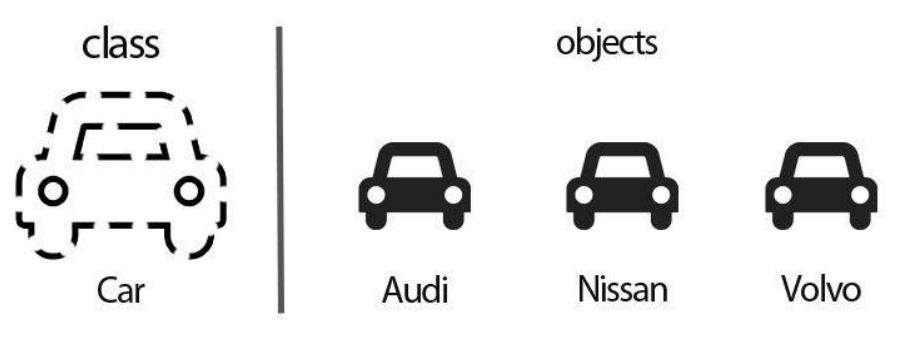 class
objects
Car
Audi
Nissan
Volvo